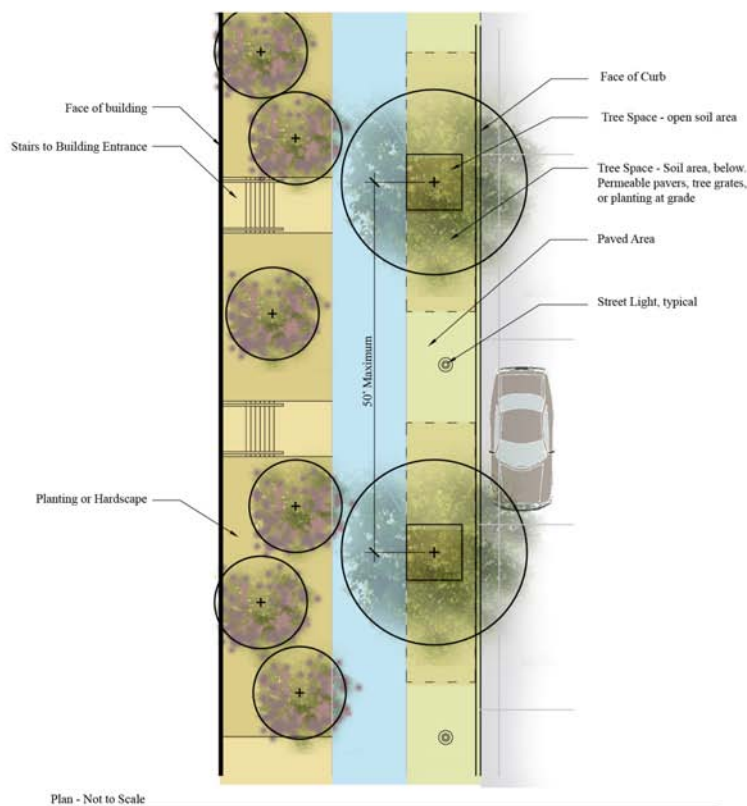 Face of building
Stairs to Building Entrance
Planting or Hardscape
50' Maximum
Face of Curb
Tree Space - open soil area
Tree Space - Soil area, below.
Permeable pavers, tree grates,
or planting at grade
Paved Area
Street Light, typical
Plan - Not to Scale